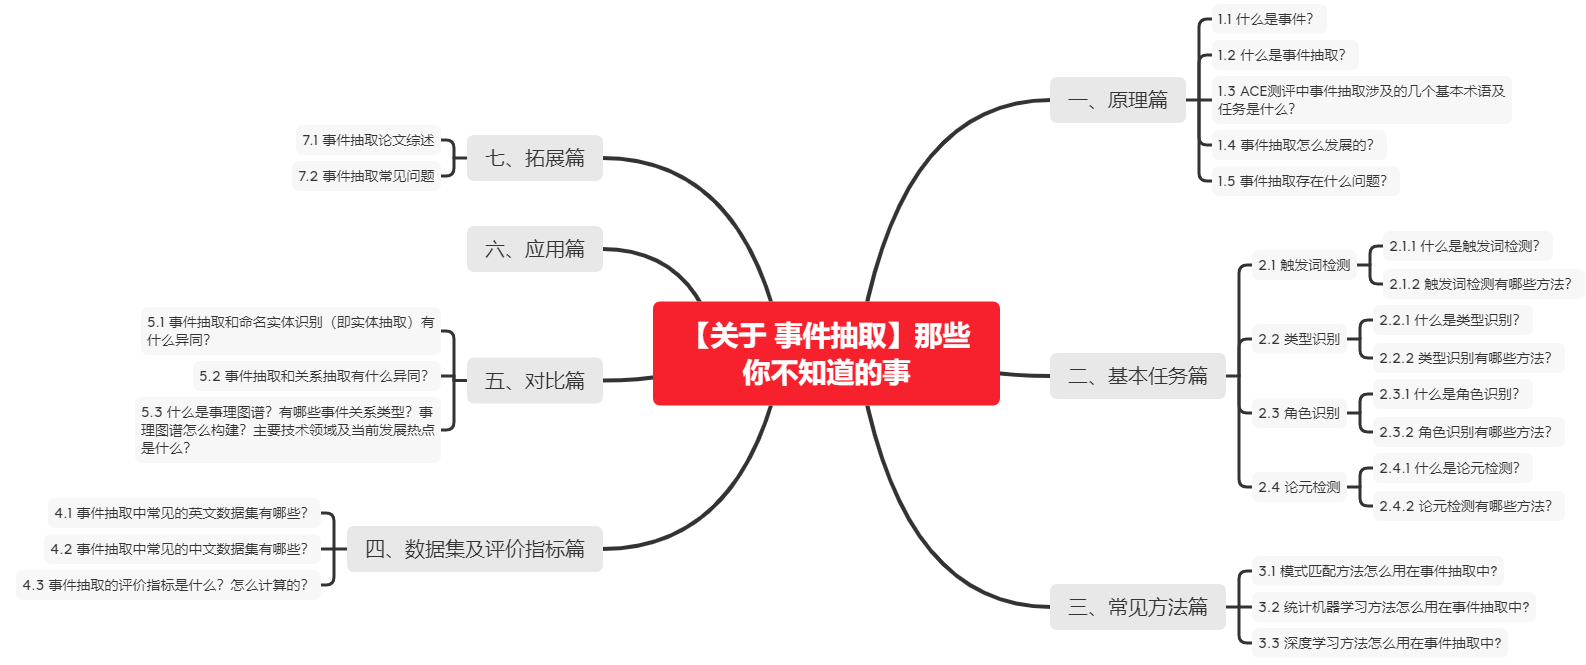 【关于 事件抽取】那些
你不知道的事
一、原理篇
1.1 什么是事件？
1.2 什么是事件抽取？
1.3 ACE测评中事件抽取涉及的几个基本术语及
任务是什么？
1.4 事件抽取怎么发展的？
1.5 事件抽取存在什么问题？
二、基本任务篇
2.1 触发词检测
2.1.1 什么是触发词检测？
2.1.2 触发词检测有哪些方法？
2.2 类型识别
2.2.1 什么是类型识别？
2.2.2 类型识别有哪些方法？
2.3 角色识别
2.3.1 什么是角色识别？
2.3.2 角色识别有哪些方法？
2.4 论元检测
2.4.1 什么是论元检测？
2.4.2 论元检测有哪些方法？
三、常见方法篇
3.1 模式匹配方法怎么用在事件抽取中？
3.2 统计机器学习方法怎么用在事件抽取中？
3.3 深度学习方法怎么用在事件抽取中？
四、数据集及评价指标篇
4.1 事件抽取中常见的英文数据集有哪些？
4.2 事件抽取中常见的中文数据集有哪些？
4.3 事件抽取的评价指标是什么？怎么计算的？
五、对比篇
5.1 事件抽取和命名实体识别（即实体抽取）有
什么异同？
5.2 事件抽取和关系抽取有什么异同？
5.3 什么是事理图谱？有哪些事件关系类型？事
理图谱怎么构建？主要技术领域及当前发展热点
是什么？
六、应用篇
七、拓展篇
7.1 事件抽取论文综述
7.2 事件抽取常见问题